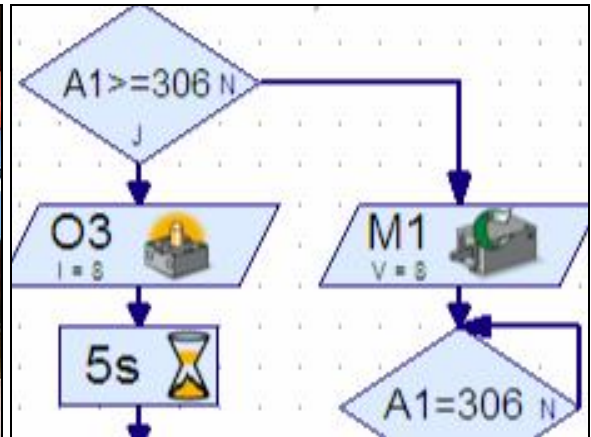 A1>=306 N
J
O3
I = 8
M1
V = 8
5s
A1=306 N